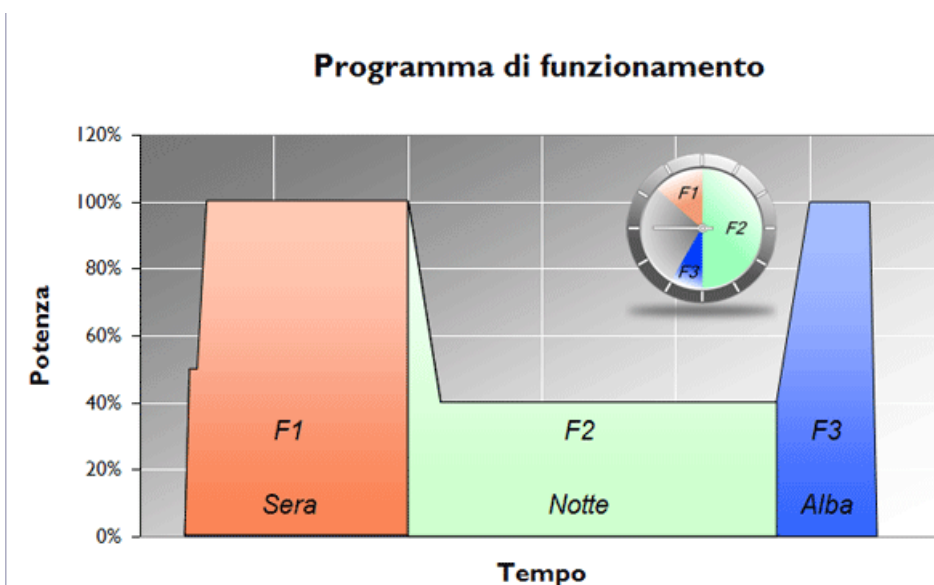 Programma di funzionamento
120%
100%
80%
60%
40%
20%
0%
Potenza
F1
F2
F3
F1
F2
F3
Sera
Notte
Alba
Tempo